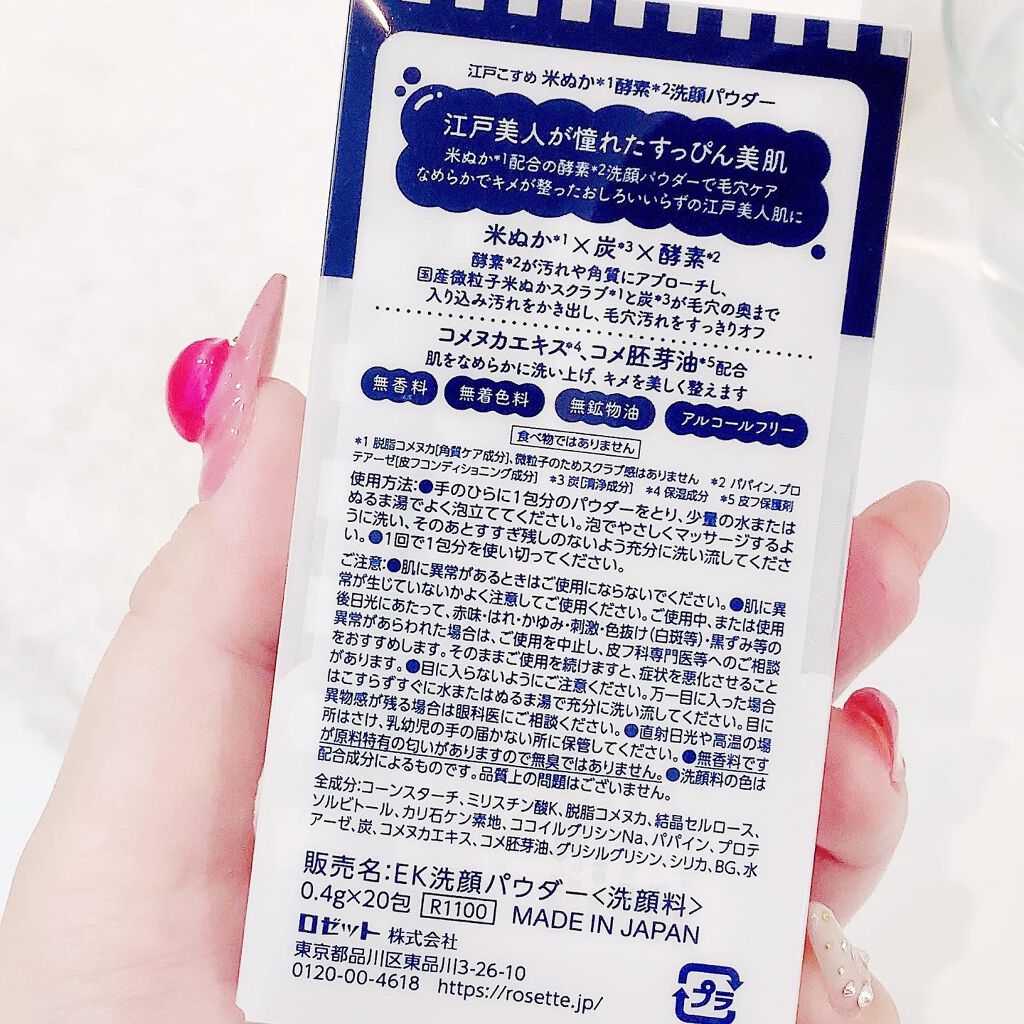 江戸こすめ 米ぬか*1酵素*2洗顔パウダー
江戸美人が憧れたすっぴん美肌
米ぬか*1配合の酵素*2洗顔パウダーで毛穴ケア
なめらかでキメが整ったおしろいいらずの江戸美人肌に
米ぬか*1×炭*3×酵素*2
酵素*2が汚れや角質にアプローチし、
国産微粒子米ぬかスクラブ*1と炭*3が毛穴の奥まで
入り込み汚れをかき出し、毛穴汚れをすっきりオフ
コメヌカエキス*4、コメ胚芽油*5配合
肌をなめらかに洗い上げ、キメを美しく整えます
無香料 無着色料 無鉱物油 アルコールフリー
食べ物ではありません
*1 脱脂コメヌカ[角質ケア成分]、微粒子のためスクラブ感はありません *2 パパイン、プロ
テアーゼ[皮フコンディショニング成分] *3 炭[清浄成分] *4 保湿成分 *5 皮フ保護剤
使用方法:●手のひらに1包分のパウダーをとり、少量の水または
ぬるま湯でよく泡立ててください。泡でやさしくマッサージするよ
うに洗い、そのあとすすぎ残しのないよう充分に洗い流してくださ
い。●1回で1包分を使い切ってください。
ご注意:●肌に異常があるときはご使用にならないでください。●肌に異
常が生じていないかよく注意してご使用ください。ご使用中、または使用
後日光にあたって、赤味・はれ・かゆみ・刺激・色抜け(白斑等)・黒ずみ等の
異常があらわれた場合は、ご使用を中止し、皮フ科専門医等へのご相談
をおすすめします。そのままご使用を続けますと、症状を悪化させること
があります。●目に入らないようにご注意ください。万一目に入った場合
はこすらずすぐに水またはぬるま湯で充分に洗い流してください。目に
異物感が残る場合は眼科医にご相談ください。●直射日光や高温の場
所はさけ、乳幼児の手の届かない所に保管してください。●無香料です
が原料特有の匂いがありますので無臭ではありません。●洗顔料の色は
配合成分によるものです。品質上の問題はございません。
全成分:コーンスターチ、ミリスチン酸K、脱脂コメヌカ、結晶セルロース、
ソルビトール、カリ石ケン素地、ココイルグリシンNa、パパイン、プロテ
アーゼ、炭、コメヌカエキス、コメ胚芽油、グリシルグリシン、シリカ、BG、水
販売名:EK洗顔パウダー<洗顔料>
0.4g×20包 R1100 MADE IN JAPAN
ロゼット 株式会社
東京都品川区東品川3-26-10
0120-00-4618 https://rosette.jp/
プラ